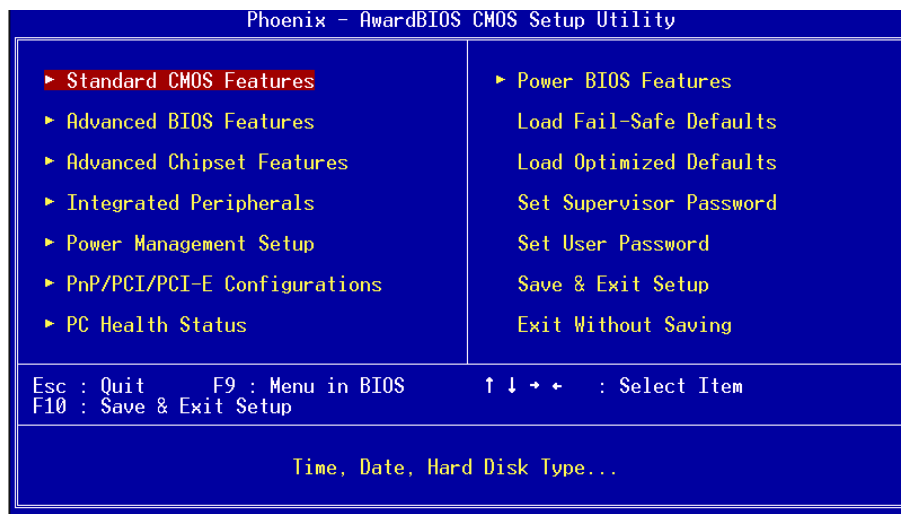 Phoenix - AwardBIOS CMOS Setup Utility
► Standard CMOS Features
► Advanced BIOS Features
► Advanced Chipset Features
► Integrated Peripherals
► Power Management Setup
► PnP/PCI/PCI-E Configurations
► PC Health Status
► Power BIOS Features
Load Fail-Safe Defaults
Load Optimized Defaults
Set Supervisor Password
Set User Password
Save & Exit Setup
Exit Without Saving
Esc : Quit F9 : Menu in BIOS ↑ ↓ → ← : Select Item
F10 : Save & Exit Setup
Time, Date, Hard Disk Type...